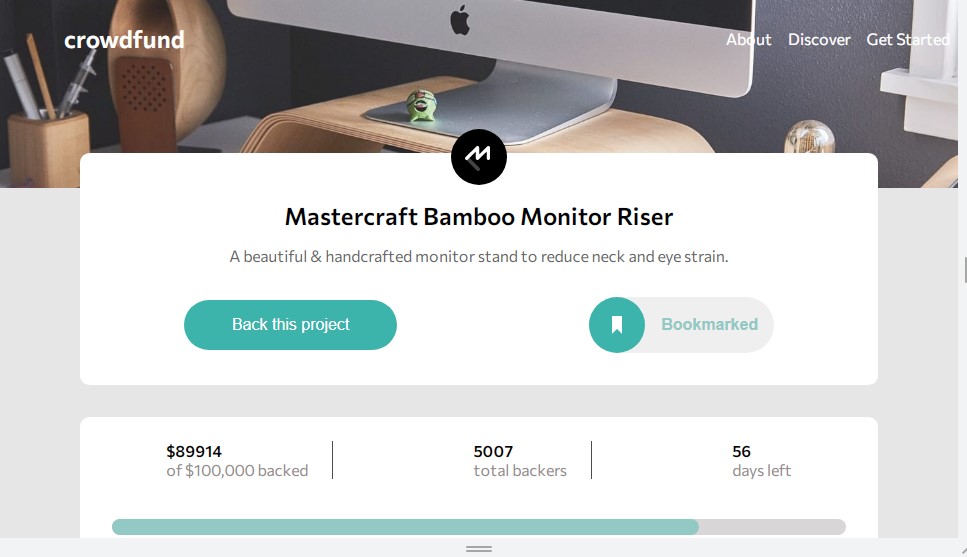 crowdfund
About Discover Get Started
Mastercraft Bamboo Monitor Riser
A beautiful & handcrafted monitor stand to reduce neck and eye strain.
Back this project
Bookmarked
$89914
of $100,000 backed
5007
total backers
56
days left